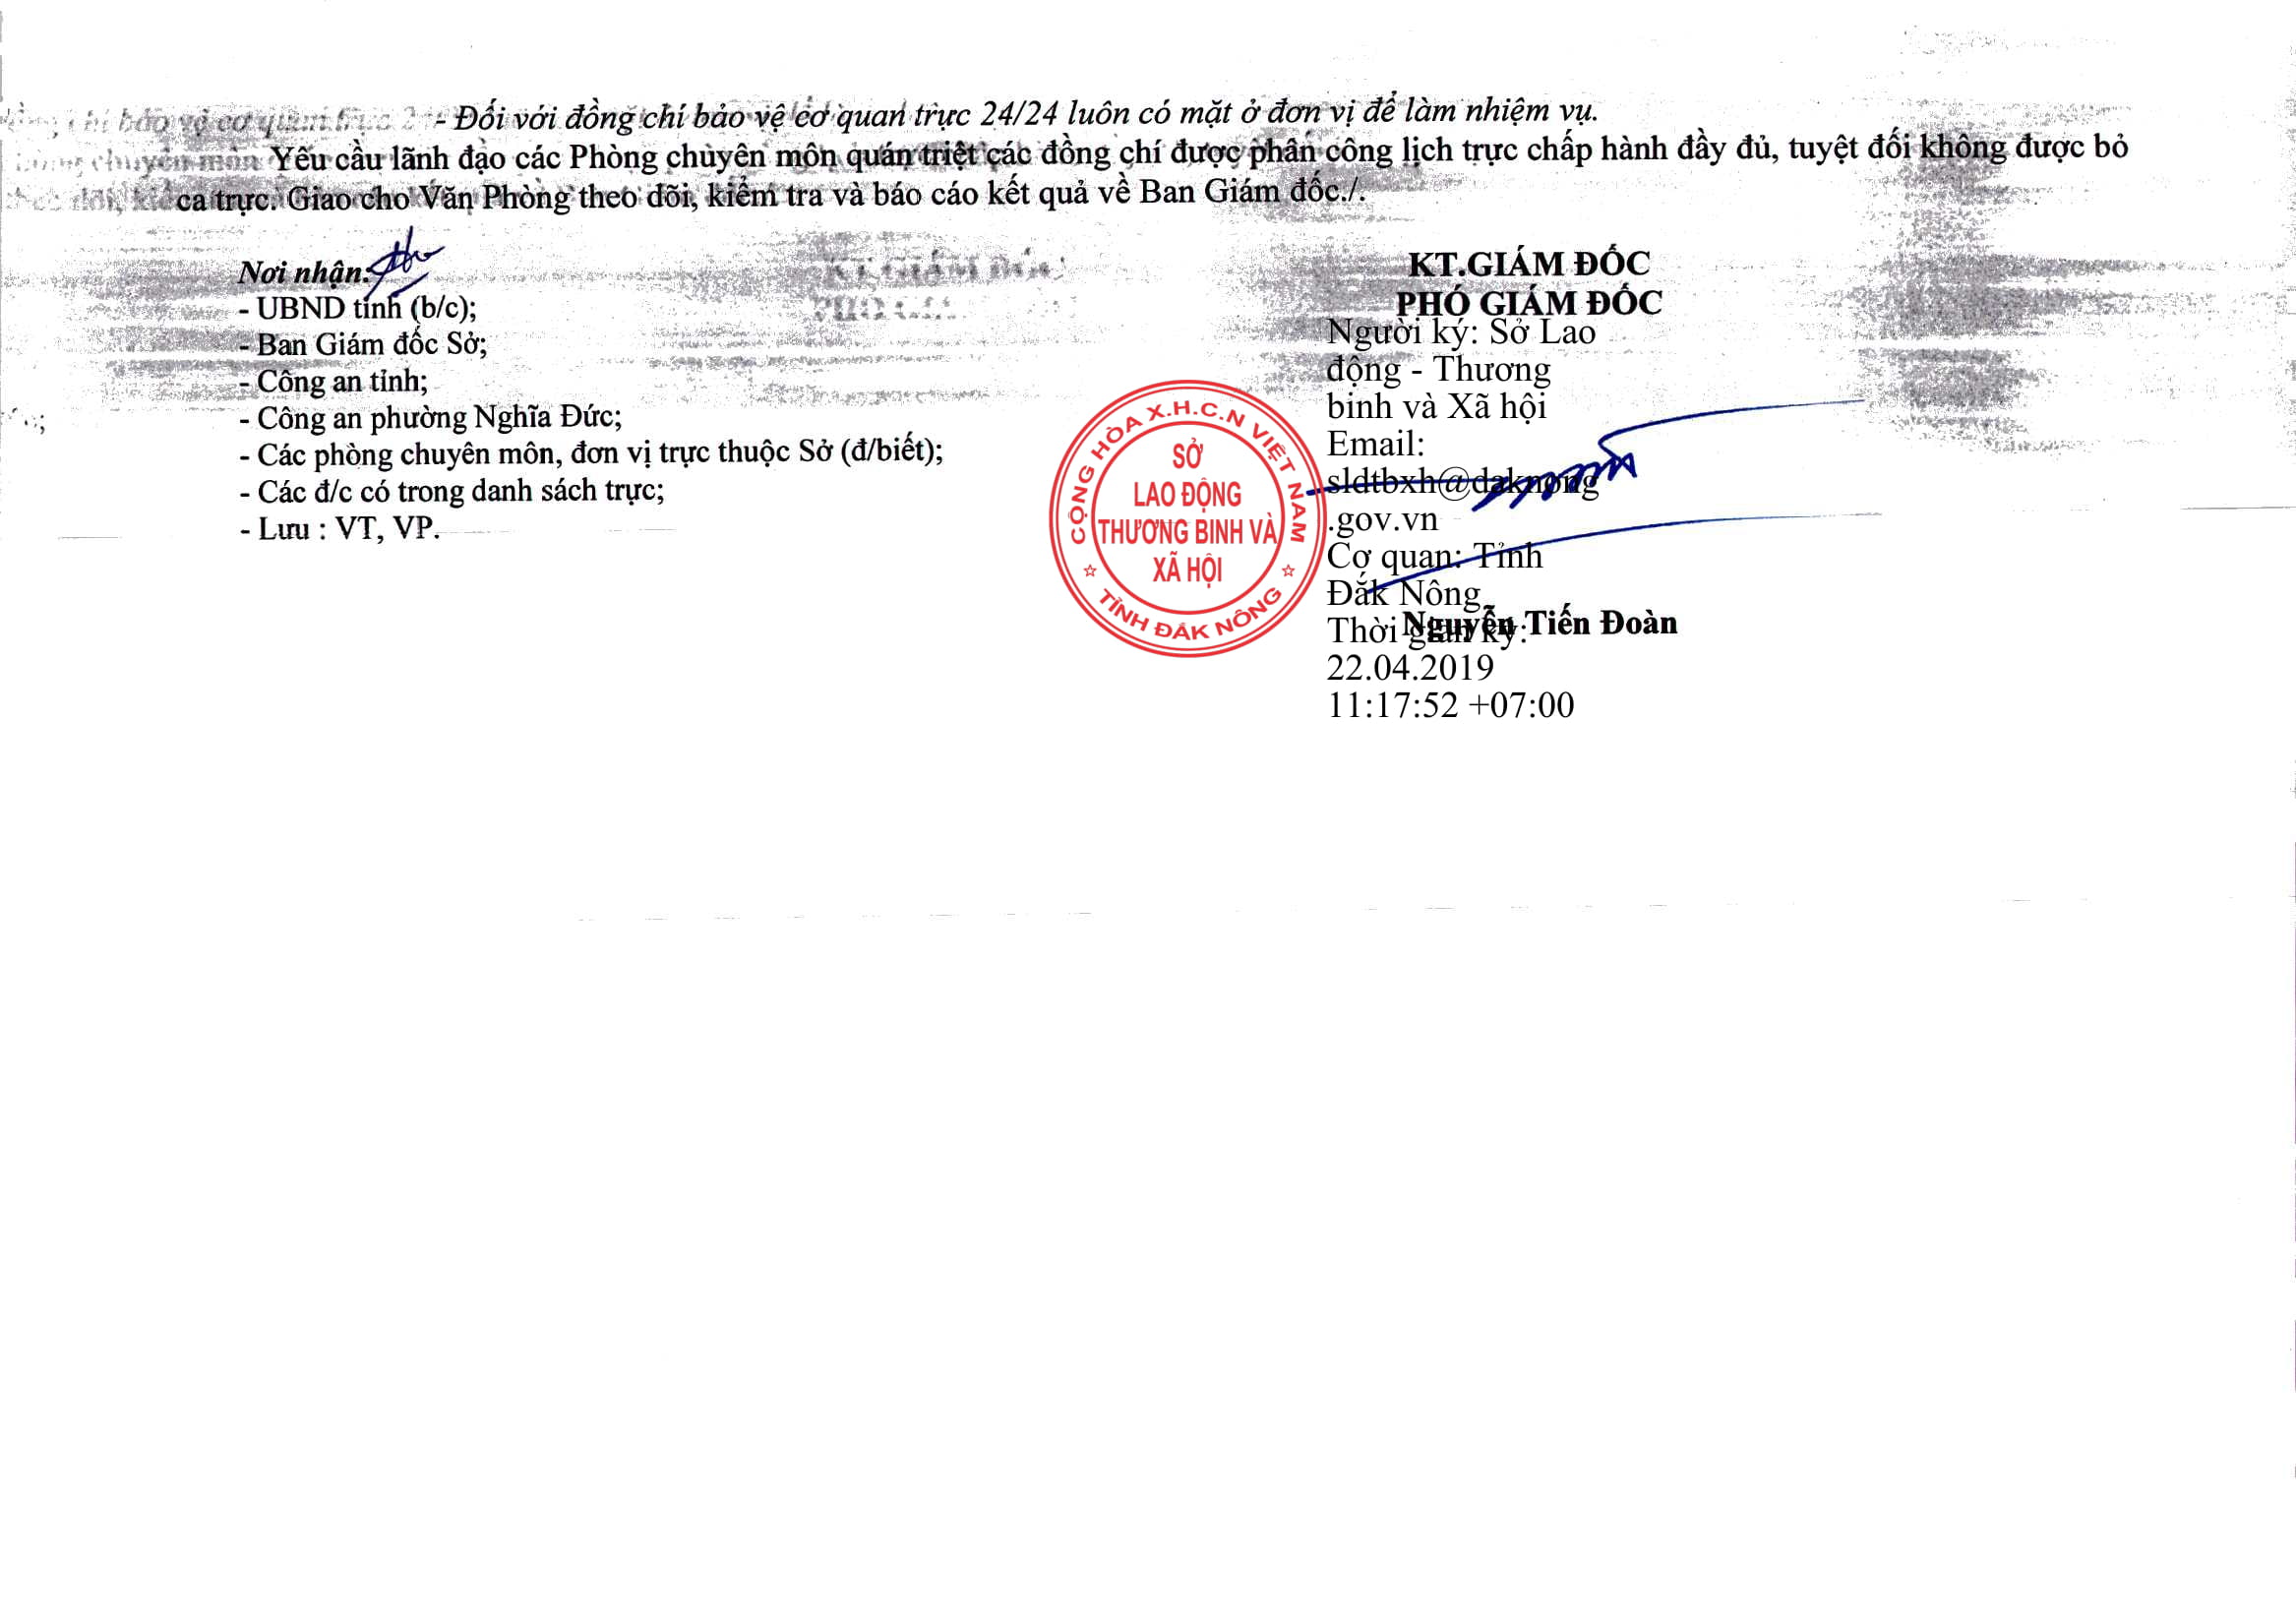 - Đối với đồng chí bảo vệ cơ quan trực 24/24 luôn có mặt ở đơn vị để làm nhiệm vụ.
Yêu cầu lãnh đạo các Phòng chuyên môn quán triệt các đồng chí được phân công lịch trực chấp hành đầy đủ, tuyệt đối không được bỏ
ca trực. Giao cho Văn Phòng theo dõi, kiểm tra và báo cáo kết quả về Ban Giám đốc./.
Nơi nhận:
- UBND tỉnh (b/c);
- Ban Giám đốc Sở;
- Công an tỉnh;
- Công an phường Nghĩa Đức;
- Các phòng chuyên môn, đơn vị trực thuộc Sở (đ/biết);
- Các đ/c có trong danh sách trực;
- Lưu : VT, VP.
KT.GIÁM ĐỐC
PHÓ GIÁM ĐỐC
Người ký: Sở Lao
động - Thương
binh và Xã hội
Email:
sldtbxh@daknong
.gov.vn
Cơ quan: Tỉnh
Đắk Nông
Thời gian ký:
22.04.2019
11:17:52 +07:00
Nguyễn Tiến Đoàn
CỘNG HÒA X.H.C.N VIỆT NAM
SỞ
LAO ĐỘNG
THƯƠNG BINH VÀ
XÃ HỘI
TỈNH ĐẮK NÔNG